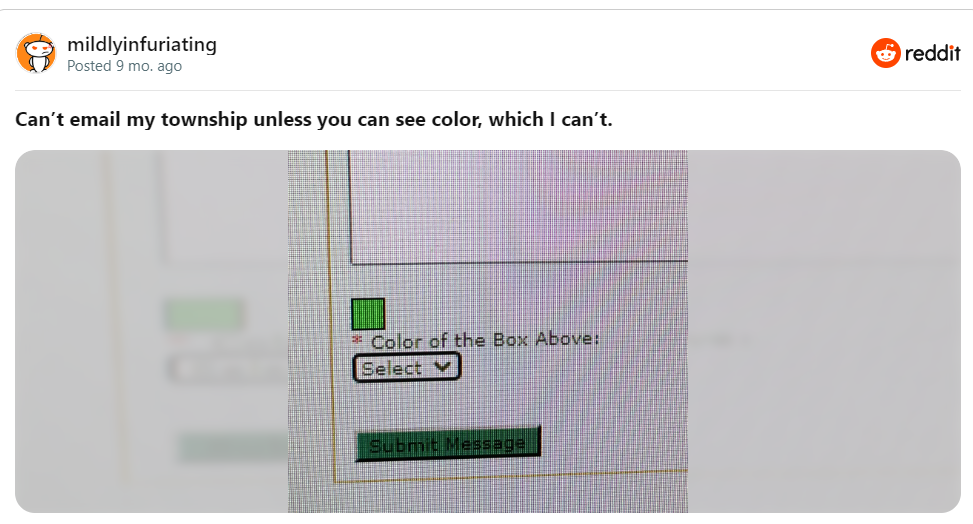 mildlyinfuriating
Posted 9 mo. ago
reddit
Can’t email my township unless you can see color, which I can’t.
* Color of the Box Above:
Select
Submit Message